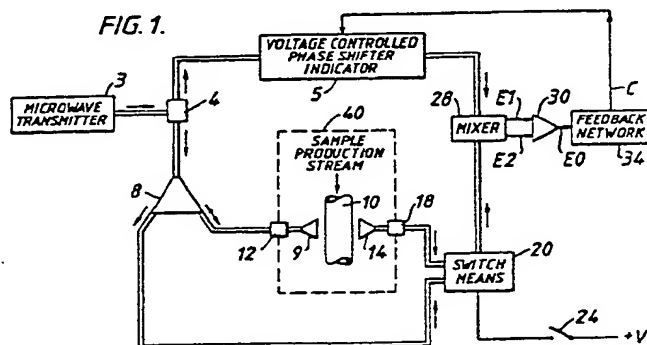 FIG. 1.
3
MICROWAVE TRANSMITTER
4
VOLTAGE CONTROLLED
PHASE SHIFTER
INDICATOR
5
28
MIXER
E1
E2
30
E0
C
FEEDBACK
NETWORK
34
8
40
SAMPLE
PRODUCTION
STREAM
10
12
9
14
18
20
SWITCH
MEANS
24
+V